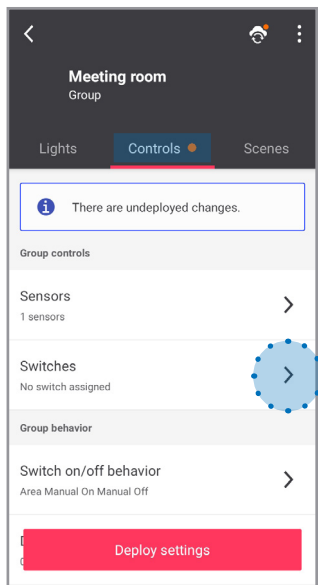 Meeting room
Group
Lights
Controls
Scenes
There are undeployed changes.
Group controls
Sensors
1 sensors
Switches
No switch assigned
Group behavior
Switch on/off behavior
Area Manual On Manual Off
Deploy settings